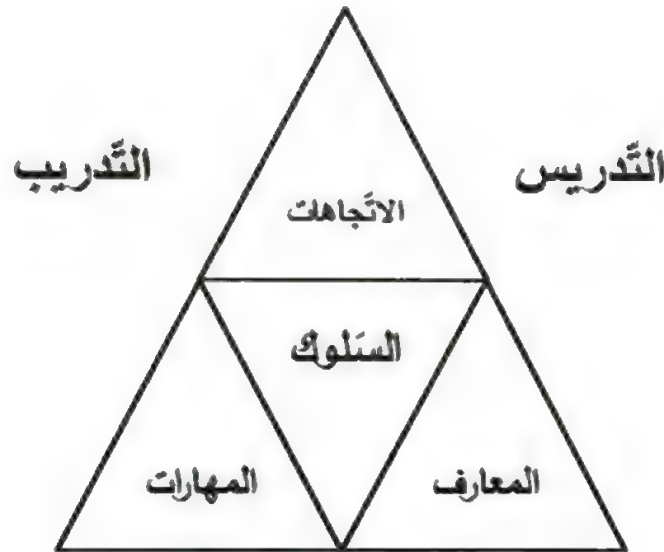 التّدريس
التّدريب
الاتّجاهات
السّلوك
المعارف
المهارات